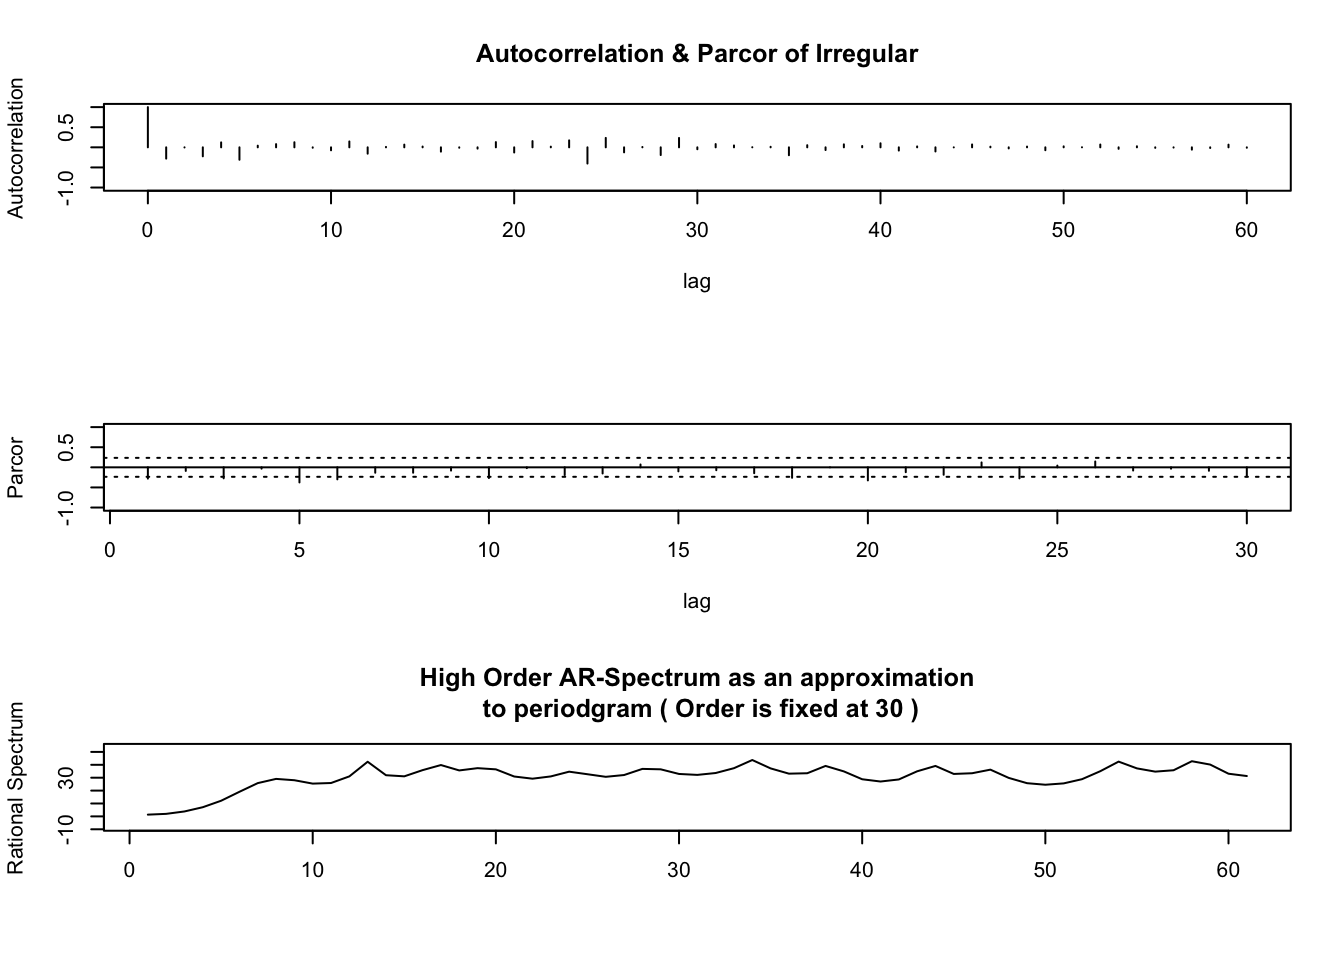 Autocorrelation & Parcor of Irregular
Autocorrelation
0.5
-1.0
0 10 20 30 40 50 60
lag
Parcor
0.5
-1.0
0 5 10 15 20 25 30
lag
High Order AR-Spectrum as an approximation
to periodgram ( Order is fixed at 30 )
Rational Spectrum
30
-10
0 10 20 30 40 50 60